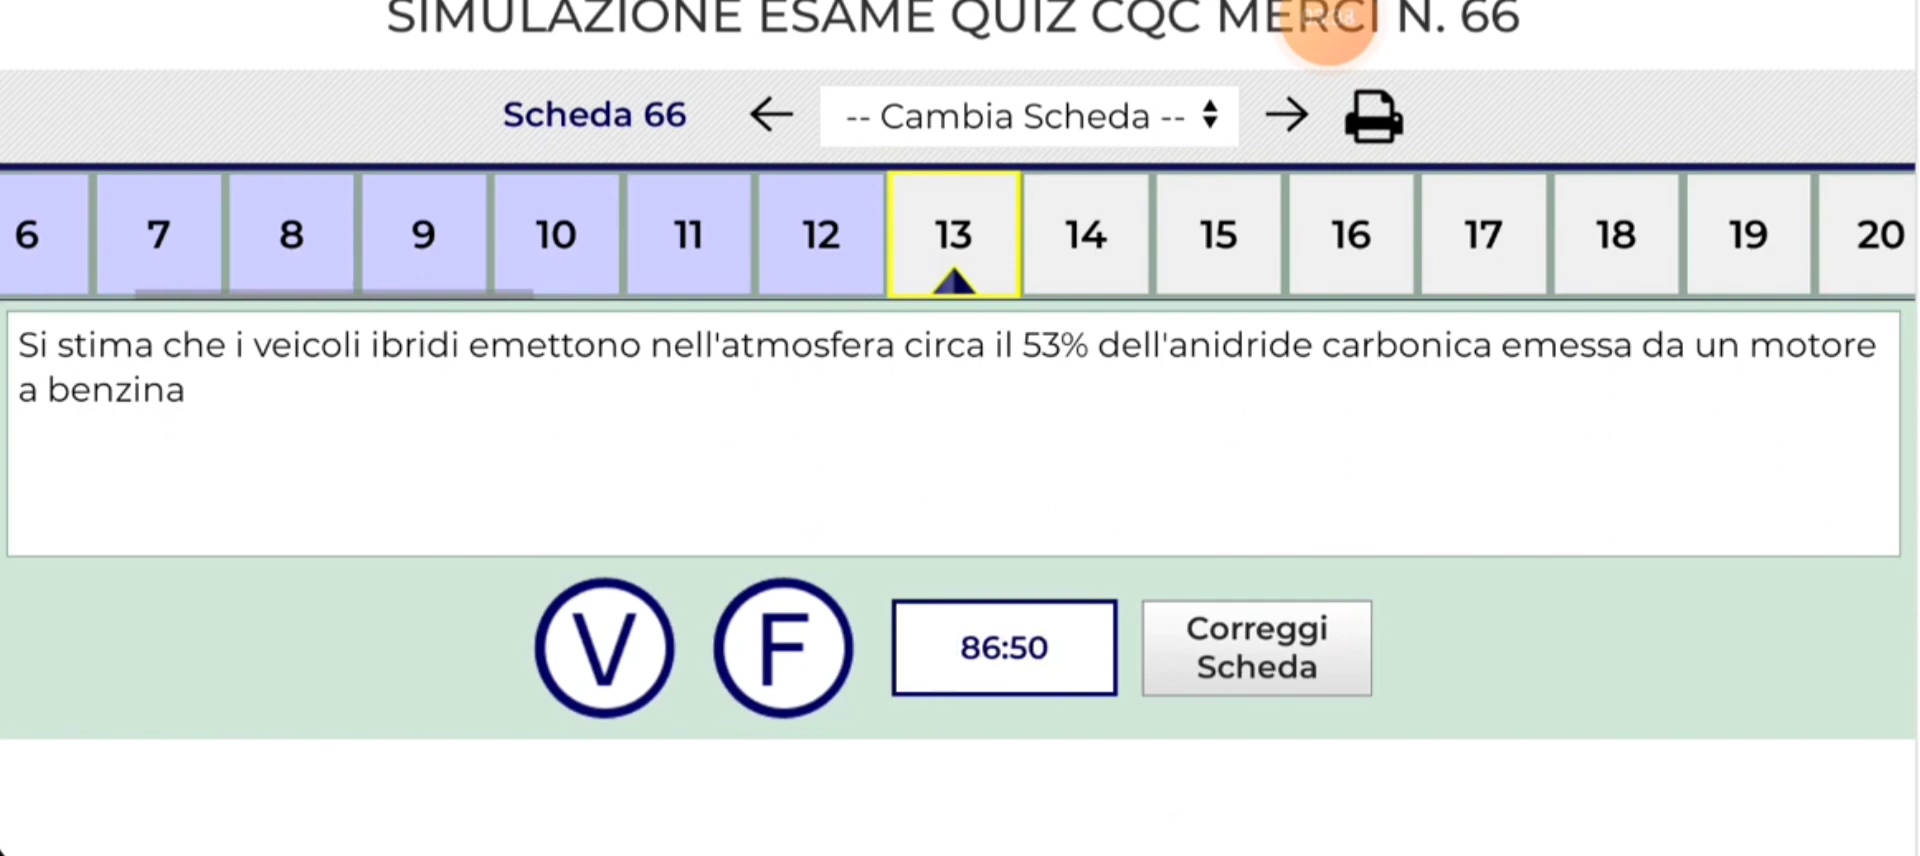 SIMULAZIONE ESAME QUIZ CQC MERCI N. 66
Scheda 66
-- Cambia Scheda --
6 7 8 9 10 11 12 13 14 15 16 17 18 19 20
Si stima che i veicoli ibridi emettono nell'atmosfera circa il 53% dell'anidride carbonica emessa da un motore
a benzina
V F 86:50 Correggi
Scheda